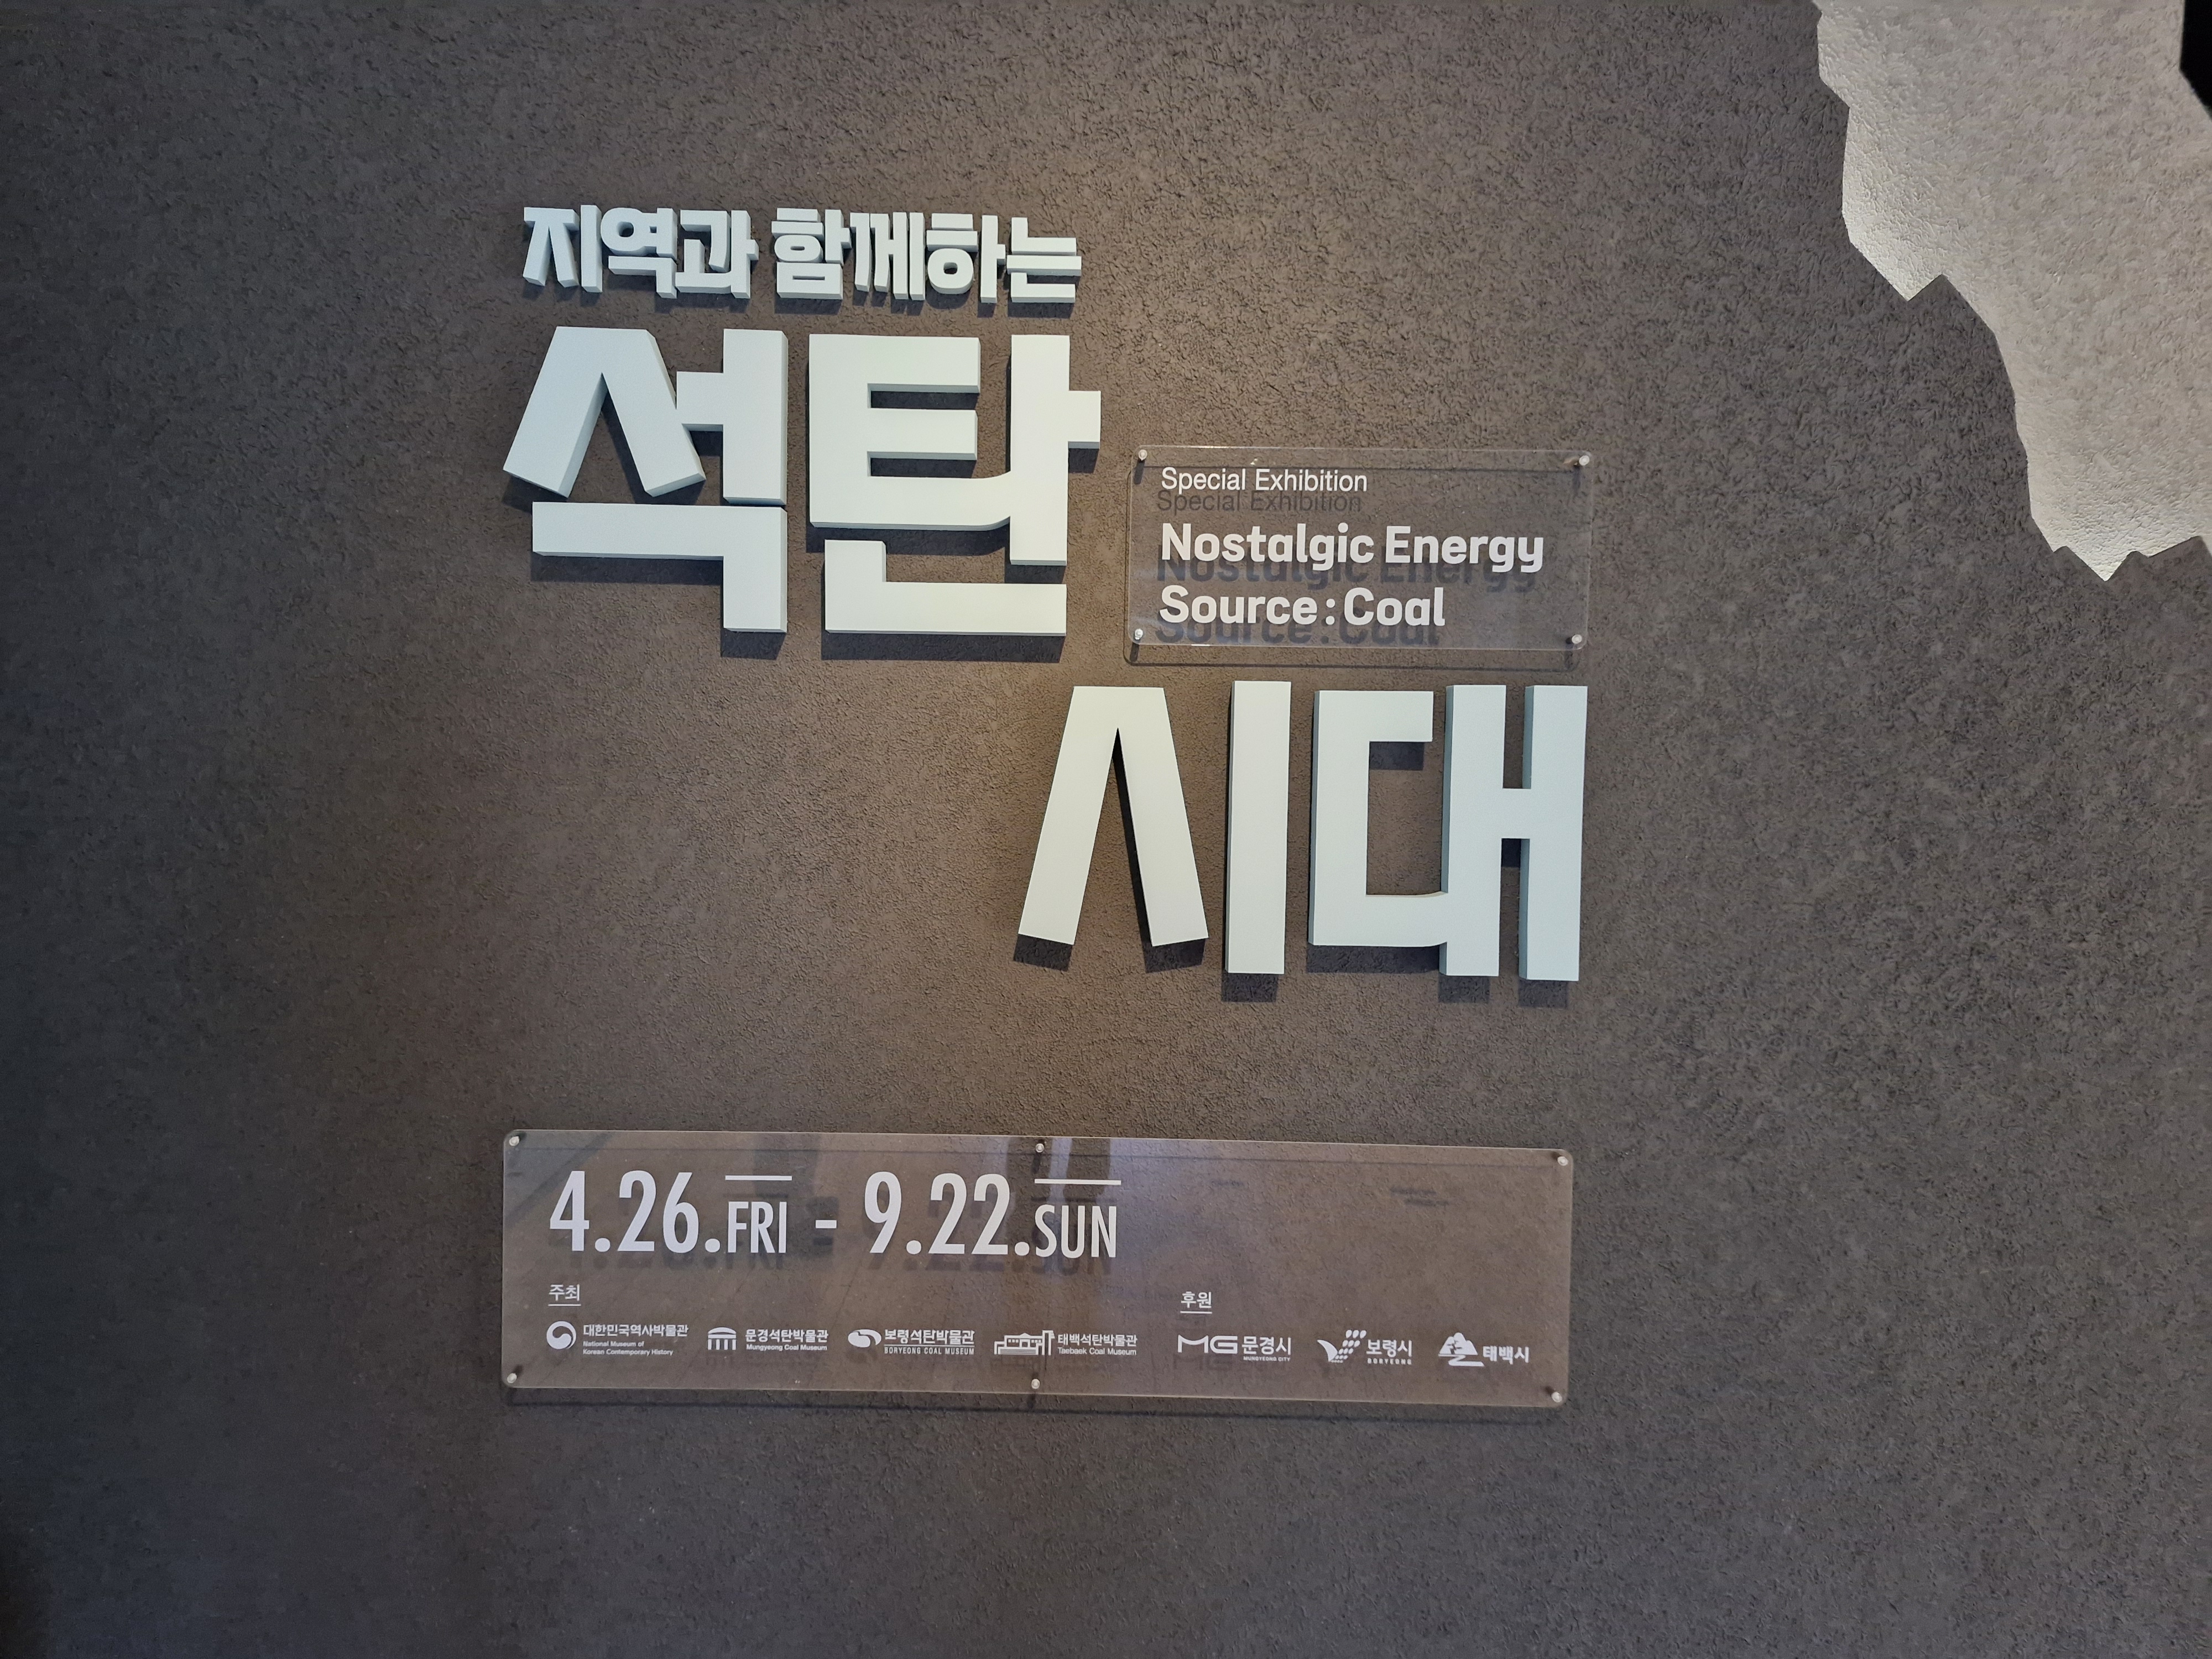 지역과 함께하는
석탄
Special Exhibition
Nostalgic Energy
Source : Coal
시대
4.26.FRI - 9.22.SUN
주최
대한민국역사박물관
National Museum of
Korean Contemporary History
문경석탄박물관
Mungyeong Coal Museum
보령석탄박물관
BORYEONG COAL MUSEUM
태백석탄박물관
Taebaek Coal Museum
후원
MG 문경시
MUNGYEONG CITY
보령시
BORYEONG
태백시